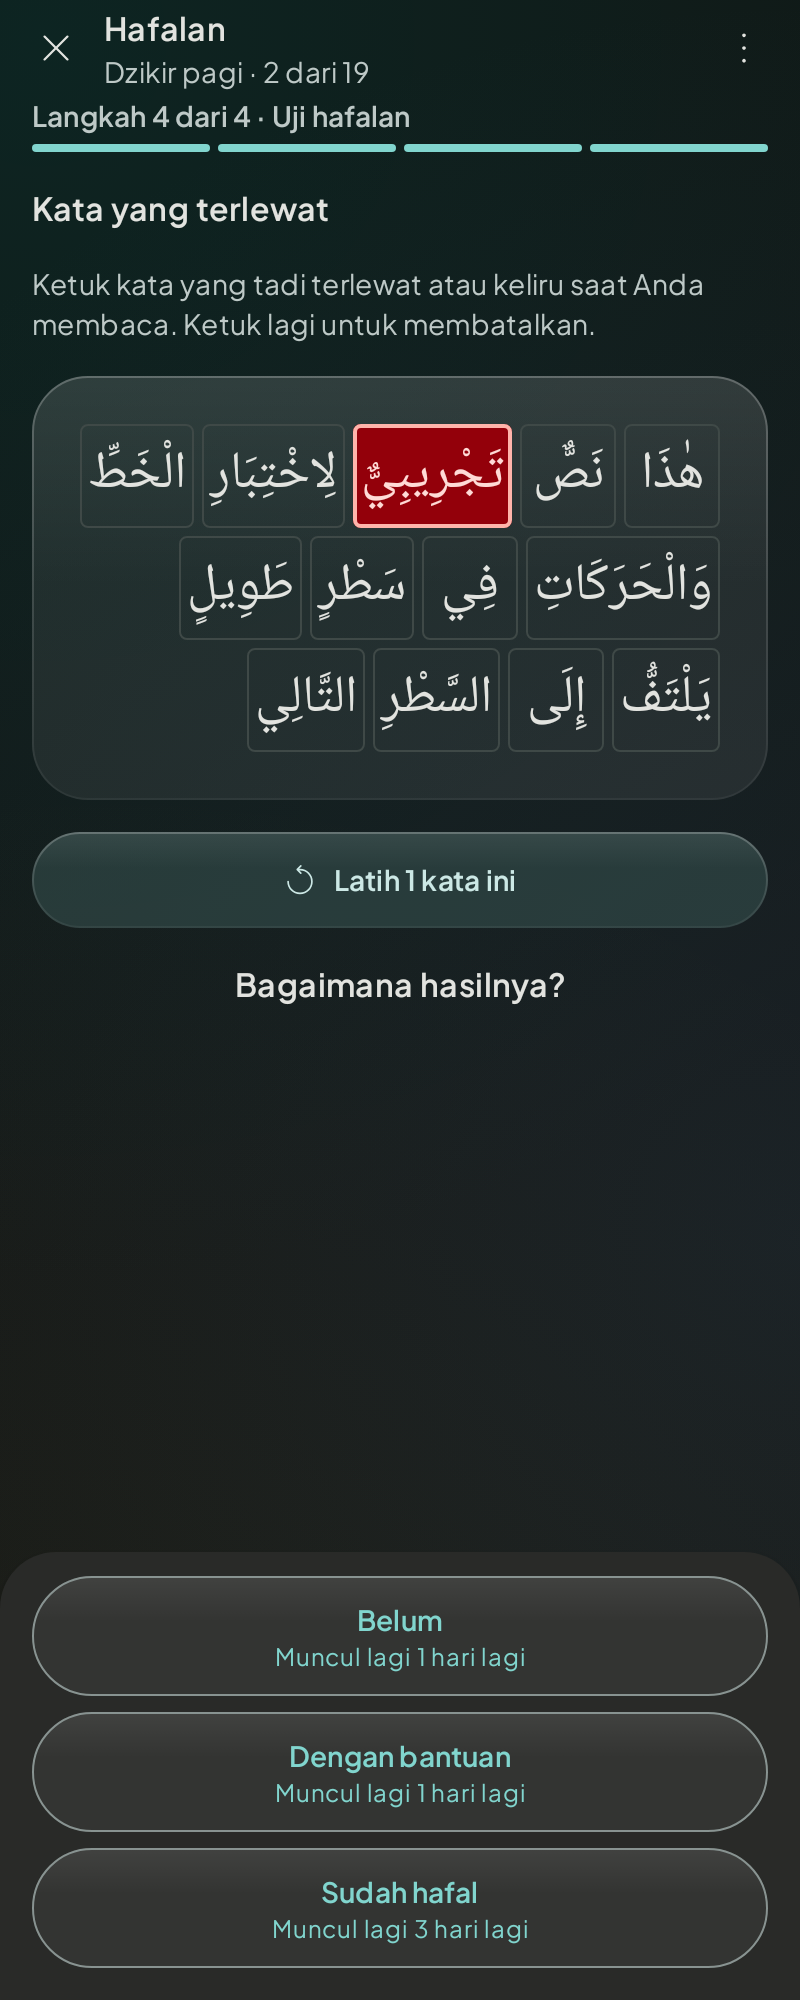 Hafalan
Dzikir pagi · 2 dari 19
Langkah 4 dari 4 · Uji hafalan
Kata yang terlewat
Ketuk kata yang tadi terlewat atau keliru saat Anda
membaca. Ketuk lagi untuk membatalkan.
هٰذَا نَصٌّ تَجْرِيبِيٌّ لِاخْتِبَارِ الْخَطِّ
وَالْحَرَكَاتِ فِي سَطْرٍ طَوِيلٍ
يَلْتَفُّ إِلَى السَّطْرِ التَّالِي
Latih 1 kata ini
Bagaimana hasilnya?
Belum
Muncul lagi 1 hari lagi
Dengan bantuan
Muncul lagi 1 hari lagi
Sudah hafal
Muncul lagi 3 hari lagi